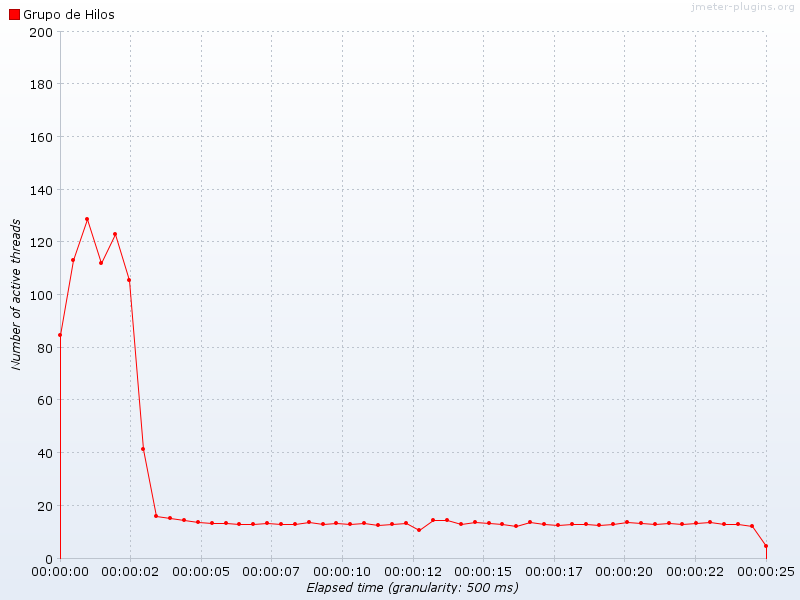 jmeter-plugins.org
Grupo de Hilos
200
180
160
140
120
100
80
60
40
20
0
Number of active threads
00:00:00 00:00:02 00:00:05 00:00:07 00:00:10 00:00:12 00:00:15 00:00:17 00:00:20 00:00:22 00:00:25
Elapsed time (granularity: 500 ms)